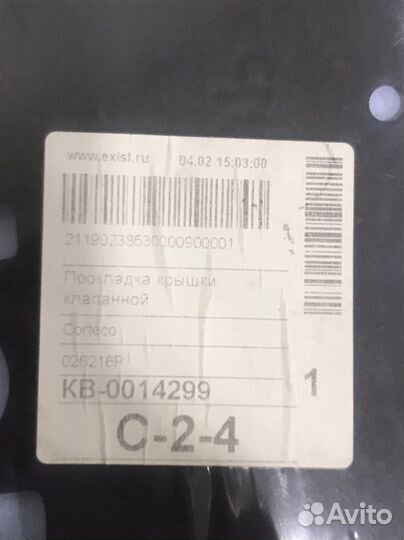 www.exist.ru 04.02 15:03:00
21190238530000900001
Прокладка крышки
клапанной
Corteco
026216P
КВ-0014299
1
С-2-4
Avito